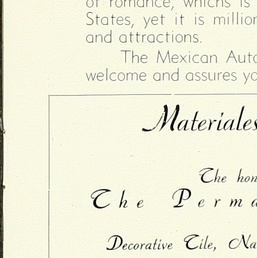 of romance, which is
States, yet it is million
and attractions.
The Mexican Auto
welcome and assures yo
Materiales
The hon
The Perma
Decorative Tile, Na